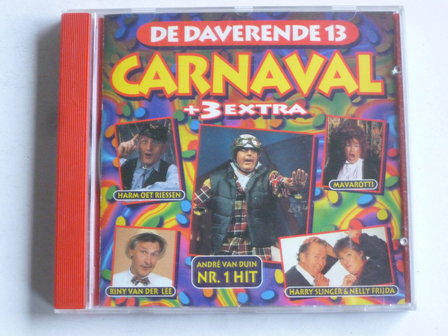 DE DAVERENDE 13
CARNAVAL
+3 EXTRA
HARM OET RIESSEN
MAVAROTTI
RINY VAN DER LEE
ANDRÉ VAN DUIN
NR. 1 HIT
HARRY SLINGER & NELLY FRIJDA